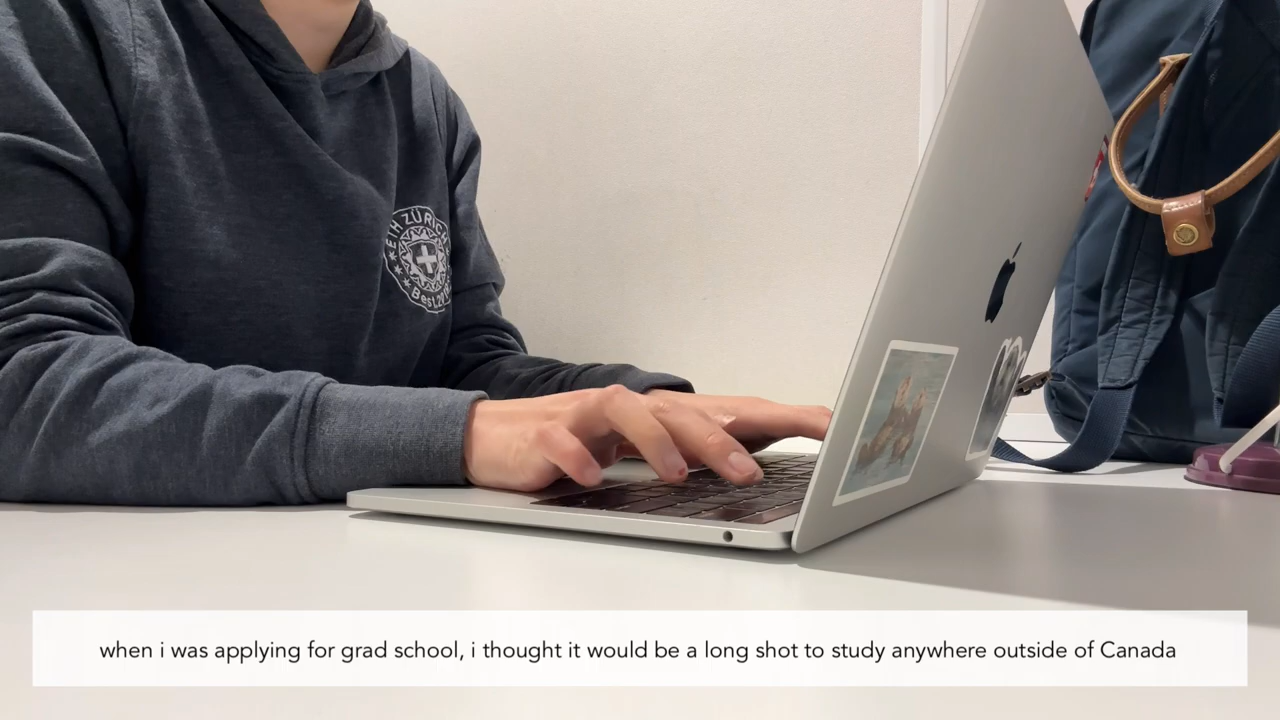 ETH ZÜRICH
when i was applying for grad school, i thought it would be a long shot to study anywhere outside of Canada